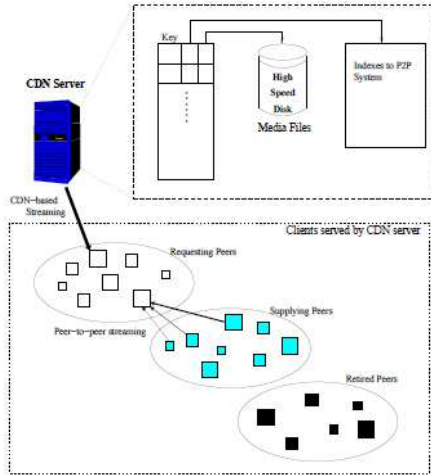 Key
CDN Server
High
Speed
Disk
Indexes to P2P
System
Media Files
CDN-based
Streaming
Clients served by CDN server
Requesting Peers
Peer-to-peer streaming
Supplying Peers
Retired Peers